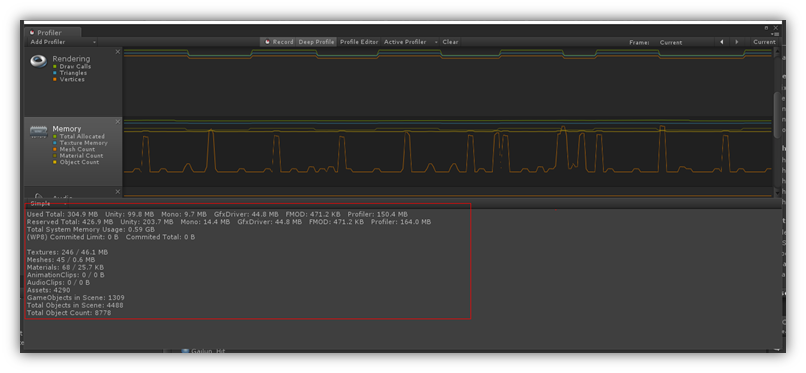 Profiler
Add Profiler Record Deep Profile Profile Editor Active Profiler Clear Frame: Current Current
Rendering
Draw Calls
Triangles
Vertices
Memory
Total Allocated
Texture Memory
Mesh Count
Material Count
Object Count
Simple
Used Total: 304.9 MB Unity: 99.8 MB Mono: 9.7 MB GfxDriver: 44.8 MB FMOD: 471.2 KB Profiler: 150.4 MB
Reserved Total: 426.9 MB Unity: 203.7 MB Mono: 14.4 MB GfxDriver: 44.8 MB FMOD: 471.2 KB Profiler: 164.0 MB
Total System Memory Usage: 0.59 GB
(WP8) Commited Limit: 0 B Commited Total: 0 B
Textures: 246 / 46.1 MB
Meshes: 45 / 0.6 MB
Materials: 68 / 25.7 KB
AnimationClips: 0 / 0 B
AudioClips: 0 / 0 B
Assets: 4290
GameObjects in Scene: 1309
Total Objects in Scene: 4488
Total Object Count: 8778